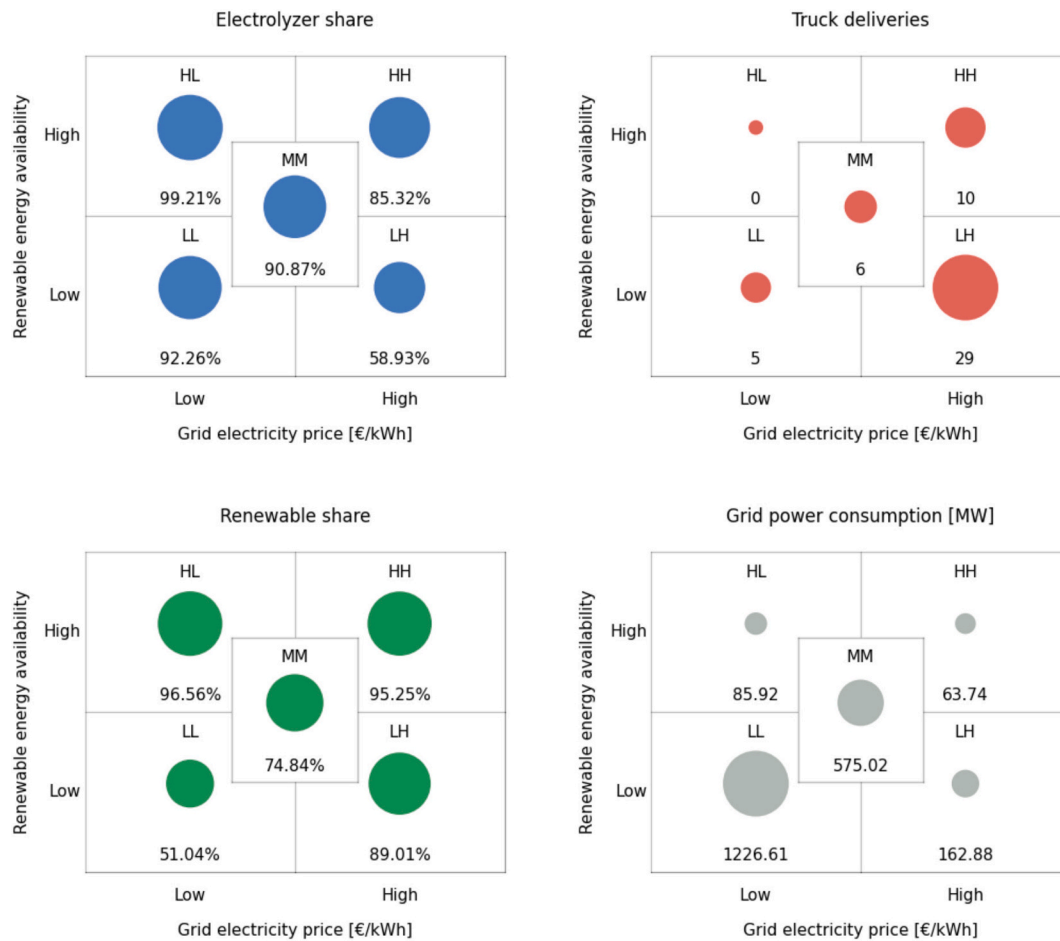 Electrolyzer share
Renewable energy availability
High
Low
HL
99.21%
HH
85.32%
MM
90.87%
LL
92.26%
LH
58.93%
Low
High
Grid electricity price [€/kWh]
Truck deliveries
Renewable energy availability
High
Low
HL
0
HH
10
MM
6
LL
5
LH
29
Low
High
Grid electricity price [€/kWh]
Renewable share
Renewable energy availability
High
Low
HL
96.56%
HH
95.25%
MM
74.84%
LL
51.04%
LH
89.01%
Low
High
Grid electricity price [€/kWh]
Grid power consumption [MW]
Renewable energy availability
High
Low
HL
85.92
HH
63.74
MM
575.02
LL
1226.61
LH
162.88
Low
High
Grid electricity price [€/kWh]